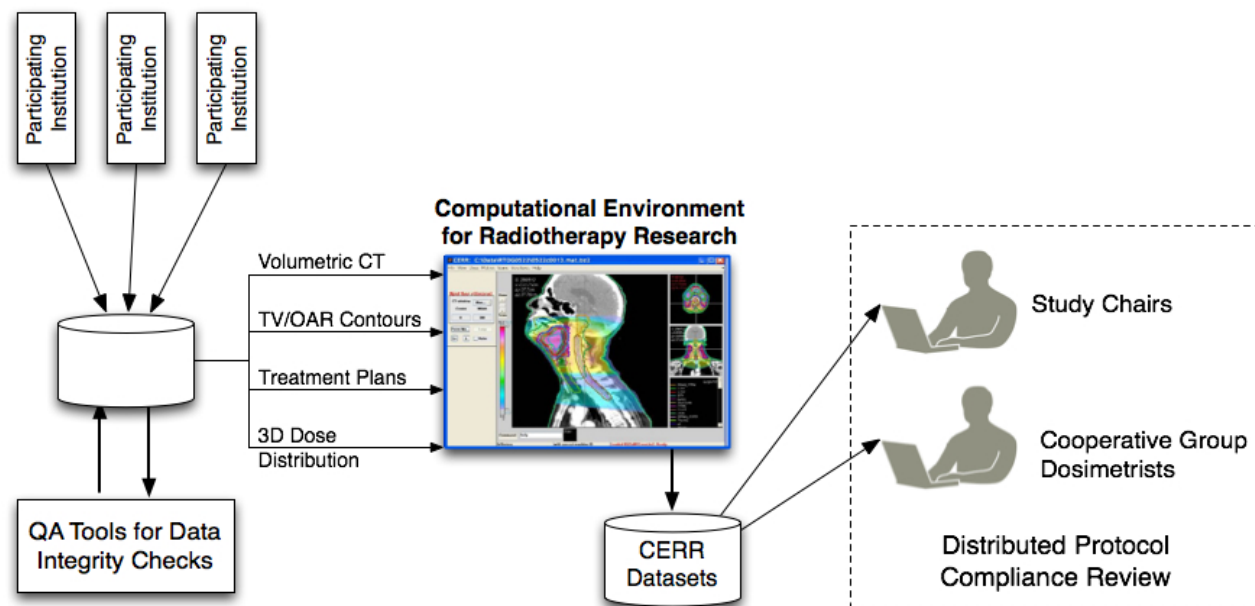 Participating
Institution
Participating
Institution
Participating
Institution
Computational Environment
for Radiotherapy Research
Volumetric CT
TV/OAR Contours
Treatment Plans
3D Dose
Distribution
QA Tools for Data
Integrity Checks
CERR
Datasets
Study Chairs
Cooperative Group
Dosimetrists
Distributed Protocol
Compliance Review